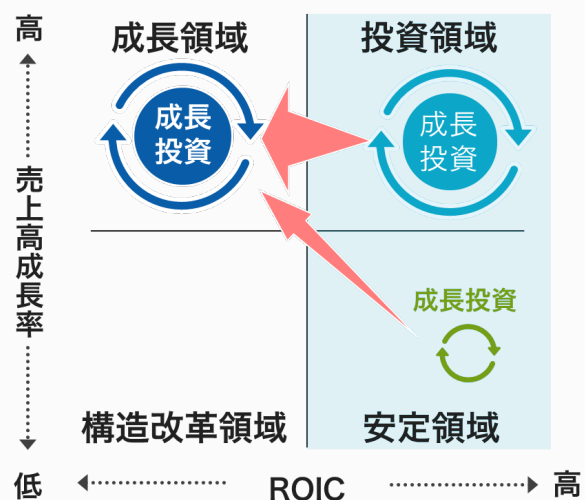 高
成長領域
投資領域
成長
投資
成長
投資
売上高成長率
成長投資
構造改革領域
安定領域
低
ROIC
高